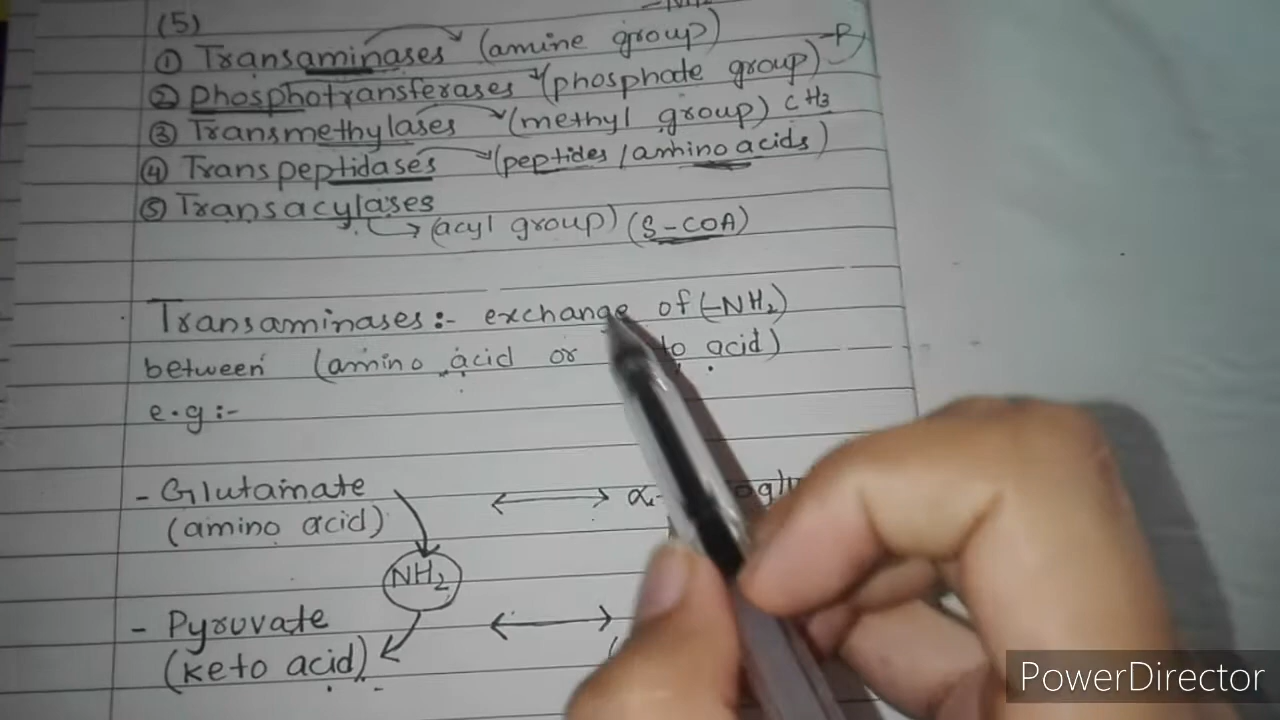 (5)
① Transaminases (amine group)
② Phosphotransferases (phosphate group) -P
③ Transmethylases (methyl group) CH3
④ Transpeptidases (peptides / amino acids)
⑤ Transacylases
(acyl group) (S-COA)
Transaminases :- exchange of (-NH2)
between (amino acid or to acid)
e.g :-
- Glutamate ⟷ α-
(amino acid)
NH2
- Pyruvate ⟷
(keto acid)
PowerDirector